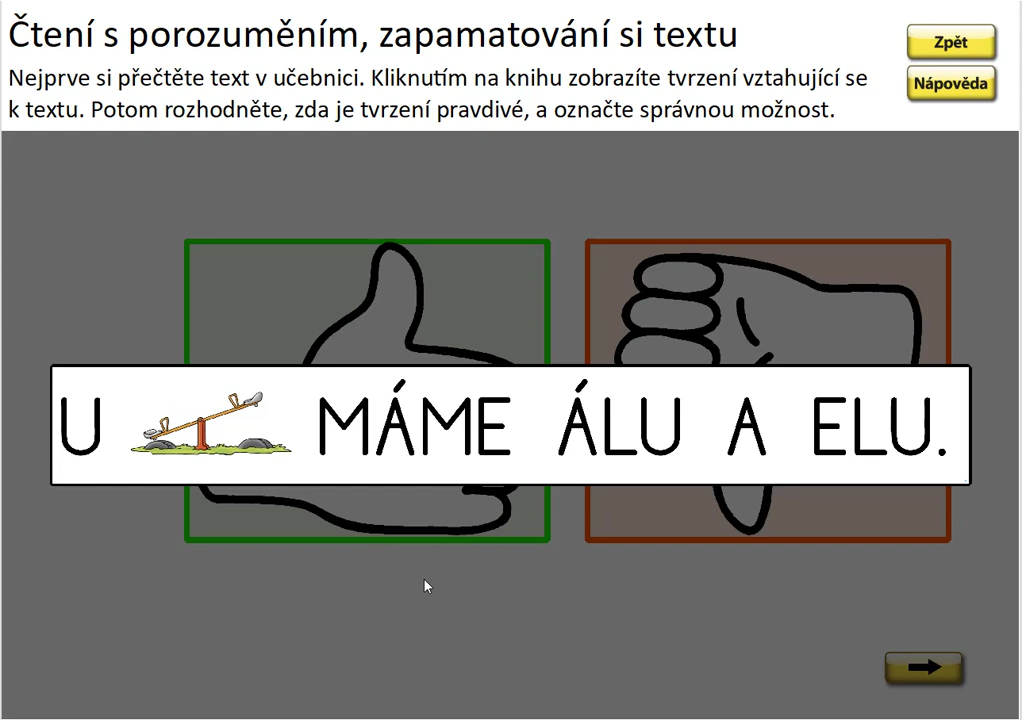 Čtení s porozuměním, zapamatování si textu
Zpět
Nejprve si přečtěte text v učebnici. Kliknutím na knihu zobrazíte tvrzení vztahující se
k textu. Potom rozhodněte, zda je tvrzení pravdivé, a označte správnou možnost.
Nápověda
U MÁME ÁLU A ELU.